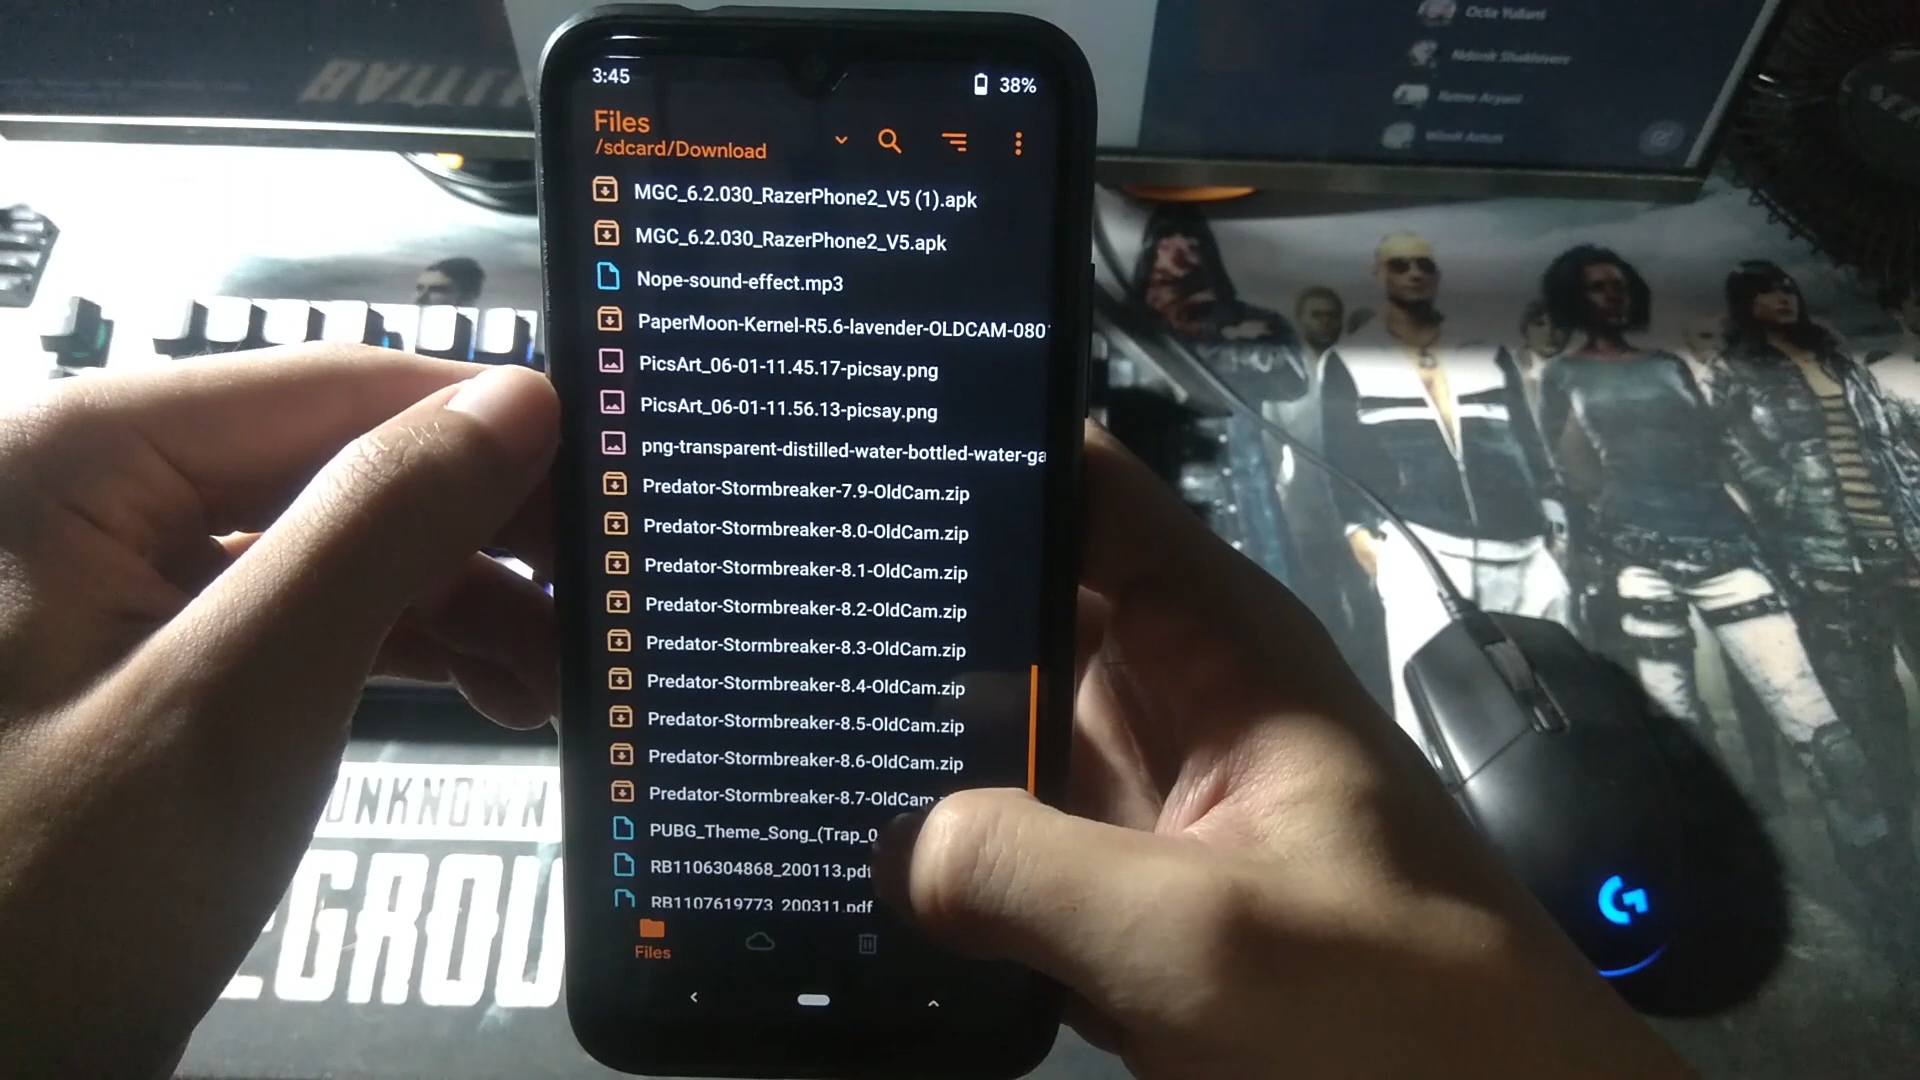 3:45
38%
Files
/sdcard/Download
MGC_6.2.030_RazerPhone2_V5 (1).apk
MGC_6.2.030_RazerPhone2_V5.apk
Nope-sound-effect.mp3
PaperMoon-Kernel-R5.6-lavender-OLDCAM-080
PicsArt_06-01-11.45.17-picsay.png
PicsArt_06-01-11.56.13-picsay.png
png-transparent-distilled-water-bottled-water-ga
Predator-Stormbreaker-7.9-OldCam.zip
Predator-Stormbreaker-8.0-OldCam.zip
Predator-Stormbreaker-8.1-OldCam.zip
Predator-Stormbreaker-8.2-OldCam.zip
Predator-Stormbreaker-8.3-OldCam.zip
Predator-Stormbreaker-8.4-OldCam.zip
Predator-Stormbreaker-8.5-OldCam.zip
Predator-Stormbreaker-8.6-OldCam.zip
Predator-Stormbreaker-8.7-OldCam
PUBG_Theme_Song_(Trap_0
RB1106304868_200113.pdf
RB1107619773_200311.pdf
Files
UNKNOWN
GROU
G